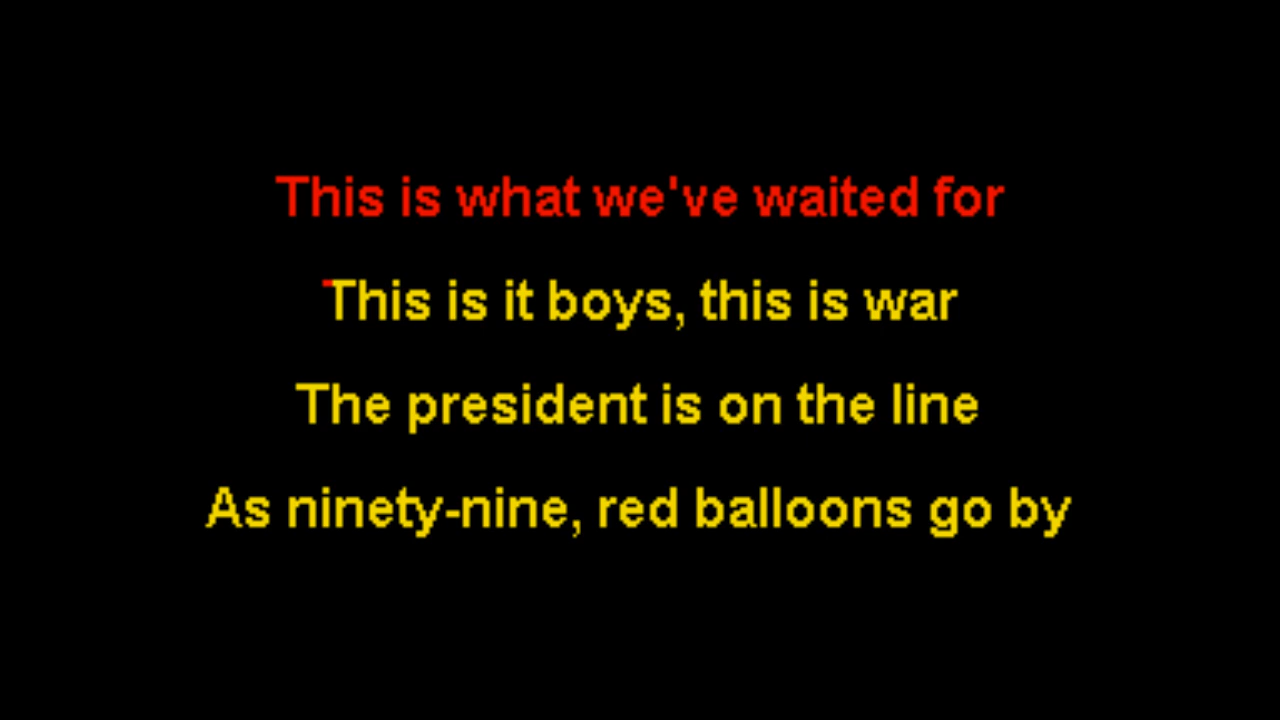 This is what we've waited for
This is it boys, this is war
The president is on the line
As ninety-nine, red balloons go by